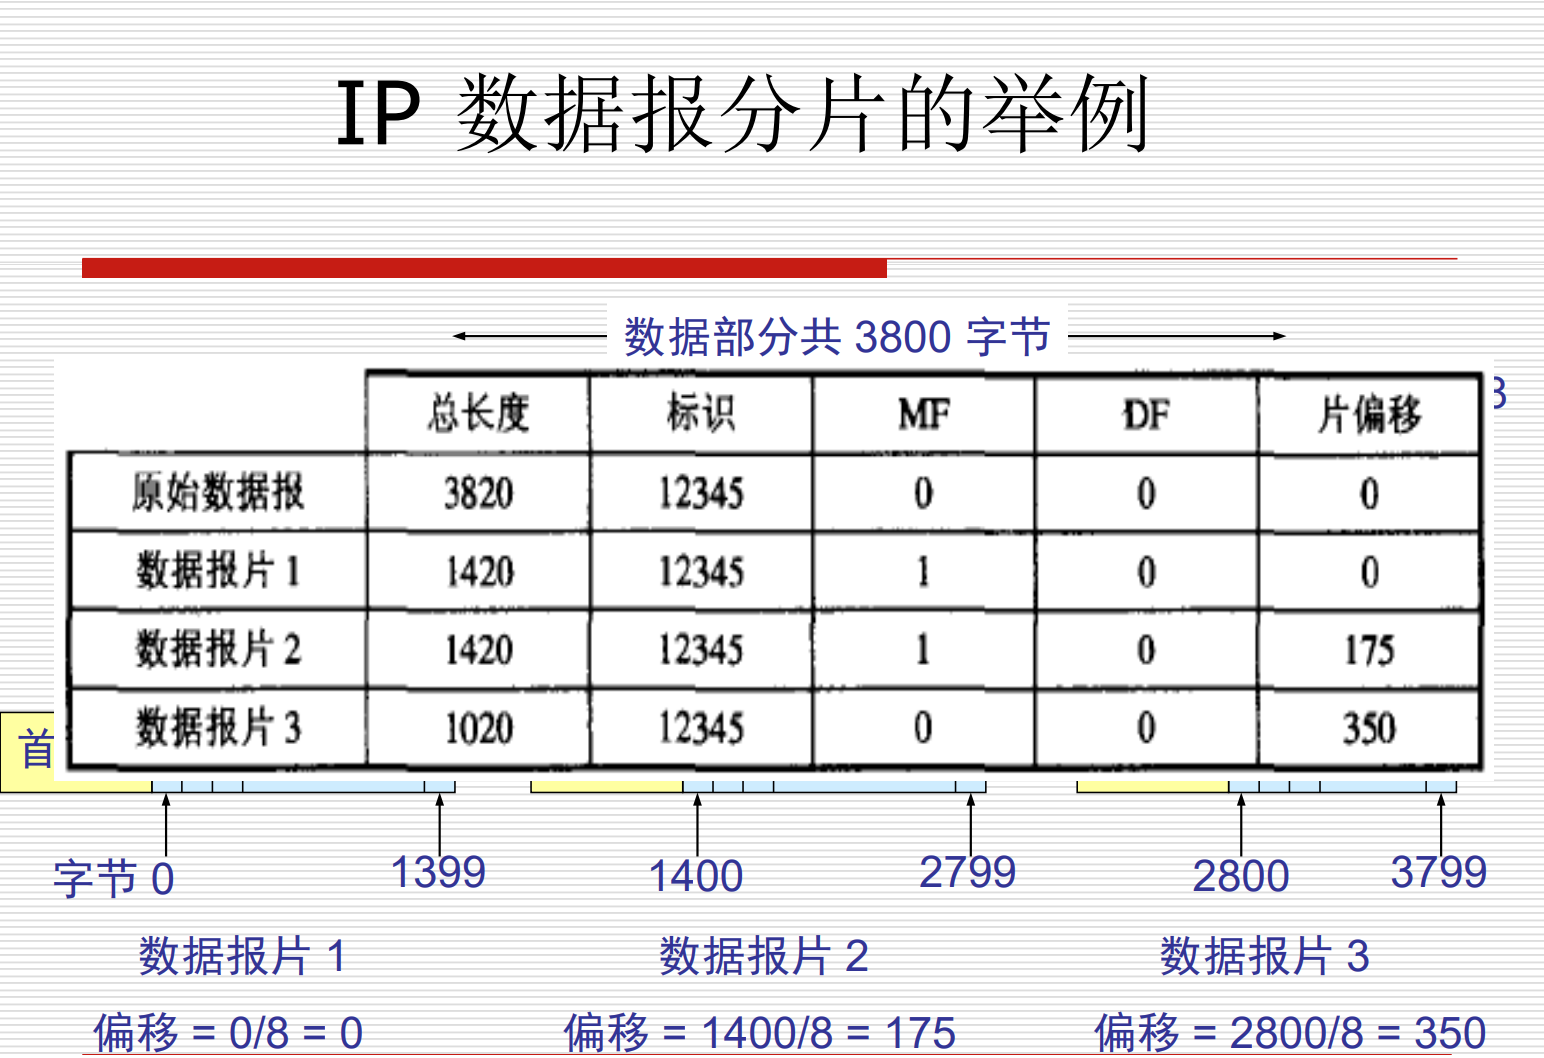 IP 数据报分片的举例
数据部分共 3800 字节
总长度 标识 MF DF 片偏移
原始数据报 3820 12345 0 0 0
数据报片 1 1420 12345 1 0 0
数据报片 2 1420 12345 1 0 175
数据报片 3 1020 12345 0 0 350
首
字节 0 1399 1400 2799 2800 3799
数据报片 1 数据报片 2 数据报片 3
偏移 = 0/8 = 0 偏移 = 1400/8 = 175 偏移 = 2800/8 = 350